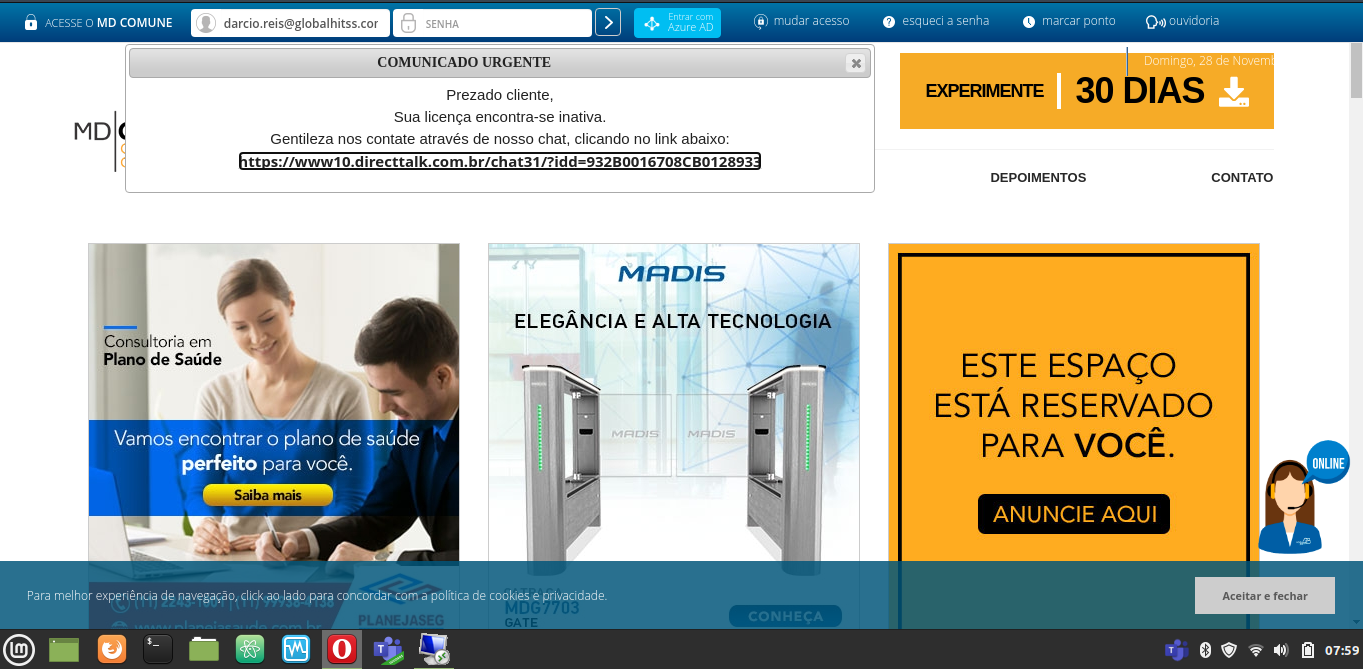 ACESSE O MD COMUNE
darcio.reis@globalhitss.cor
SENHA
Entrar com
Azure AD
mudar acesso
esqueci a senha
marcar ponto
ouvidoria
COMUNICADO URGENTE
Prezado cliente,
Sua licença encontra-se inativa.
Gentileza nos contate através de nosso chat, clicando no link abaixo:
https://www10.directtalk.com.br/chat31/?idd=932B0016708CB0128933
Domingo, 28 de Novemb
EXPERIMENTE
30 DIAS
MD
DEPOIMENTOS
CONTATO
Consultoria em
Plano de Saúde
Vamos encontrar o plano de saúde
perfeito para você.
Saiba mais
MADIS
ELEGÂNCIA E ALTA TECNOLOGIA
MADIS
MADIS
MDG7703
GATE
CONHEÇA
ESTE ESPAÇO
ESTÁ RESERVADO
PARA VOCÊ.
ANUNCIE AQUI
ONLINE
Para melhor experiência de navegação, click ao lado para concordar com a política de cookies e privacidade.
Aceitar e fechar
PLANEJASEG
www.planejasaude.com.br
07:59